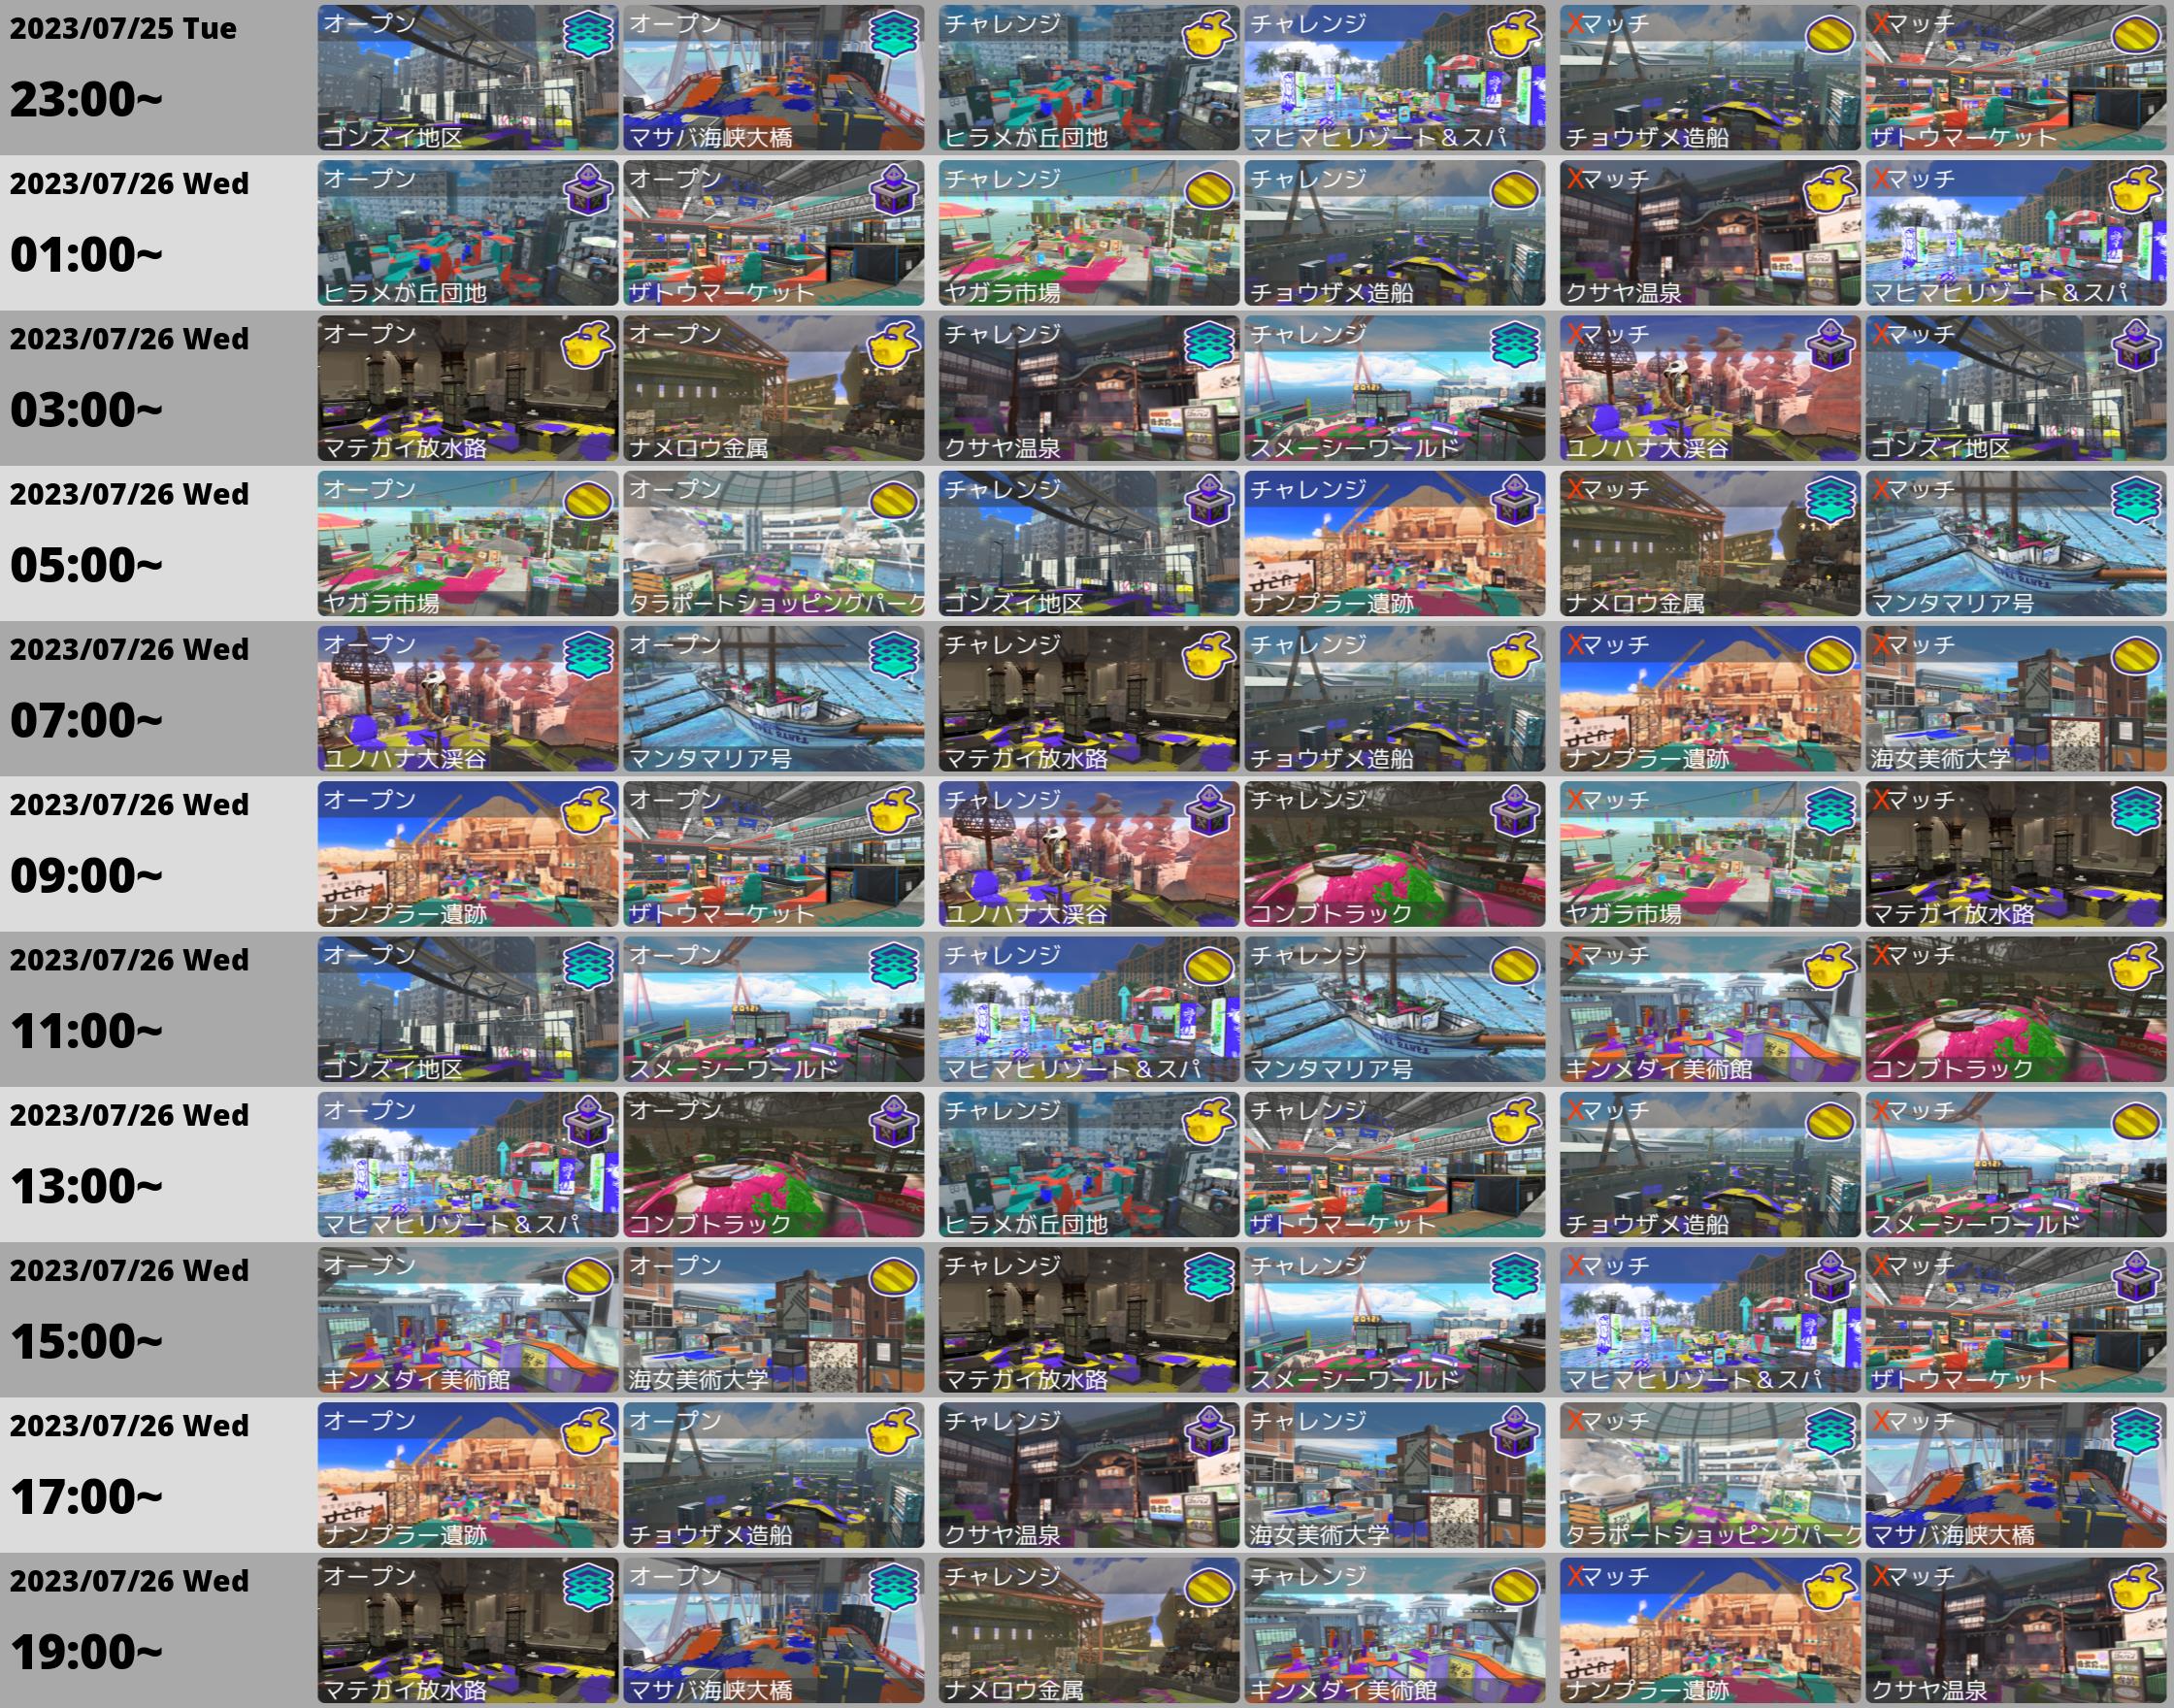 2023/07/25 Tue
23:00~
オープン
ゴンズイ地区
オープン
マサバ海峡大橋
チャレンジ
ヒラメが丘団地
チャレンジ
マヒマヒリゾート＆スパ
Xマッチ
チョウザメ造船
Xマッチ
ザトウマーケット
2023/07/26 Wed
01:00~
オープン
ヒラメが丘団地
オープン
ザトウマーケット
チャレンジ
ヤガラ市場
チャレンジ
チョウザメ造船
Xマッチ
クサヤ温泉
Xマッチ
マヒマヒリゾート＆スパ
2023/07/26 Wed
03:00~
オープン
マテガイ放水路
オープン
ナメロウ金属
チャレンジ
クサヤ温泉
チャレンジ
スメーシーワールド
Xマッチ
ユノハナ大渓谷
Xマッチ
ゴンズイ地区
2023/07/26 Wed
05:00~
オープン
ヤガラ市場
オープン
タラポートショッピングパーク
チャレンジ
ゴンズイ地区
チャレンジ
ナンプラー遺跡
Xマッチ
ナメロウ金属
Xマッチ
マンタマリア号
2023/07/26 Wed
07:00~
オープン
ユノハナ大渓谷
オープン
マンタマリア号
チャレンジ
マテガイ放水路
チャレンジ
チョウザメ造船
Xマッチ
ナンプラー遺跡
Xマッチ
海女美術大学
2023/07/26 Wed
09:00~
オープン
ナンプラー遺跡
オープン
ザトウマーケット
チャレンジ
ユノハナ大渓谷
チャレンジ
コンブトラック
Xマッチ
ヤガラ市場
Xマッチ
マテガイ放水路
2023/07/26 Wed
11:00~
オープン
ゴンズイ地区
オープン
スメーシーワールド
チャレンジ
マヒマヒリゾート＆スパ
チャレンジ
マンタマリア号
Xマッチ
キンメダイ美術館
Xマッチ
コンブトラック
2023/07/26 Wed
13:00~
オープン
マヒマヒリゾート＆スパ
オープン
コンブトラック
チャレンジ
ヒラメが丘団地
チャレンジ
ザトウマーケット
Xマッチ
チョウザメ造船
Xマッチ
スメーシーワールド
2023/07/26 Wed
15:00~
オープン
キンメダイ美術館
オープン
海女美術大学
チャレンジ
マテガイ放水路
チャレンジ
スメーシーワールド
Xマッチ
マヒマヒリゾート＆スパ
Xマッチ
ザトウマーケット
2023/07/26 Wed
17:00~
オープン
ナンプラー遺跡
オープン
チョウザメ造船
チャレンジ
クサヤ温泉
チャレンジ
海女美術大学
Xマッチ
タラポートショッピングパーク
Xマッチ
マサバ海峡大橋
2023/07/26 Wed
19:00~
オープン
マテガイ放水路
オープン
マサバ海峡大橋
チャレンジ
ナメロウ金属
チャレンジ
キンメダイ美術館
Xマッチ
ナンプラー遺跡
Xマッチ
クサヤ温泉